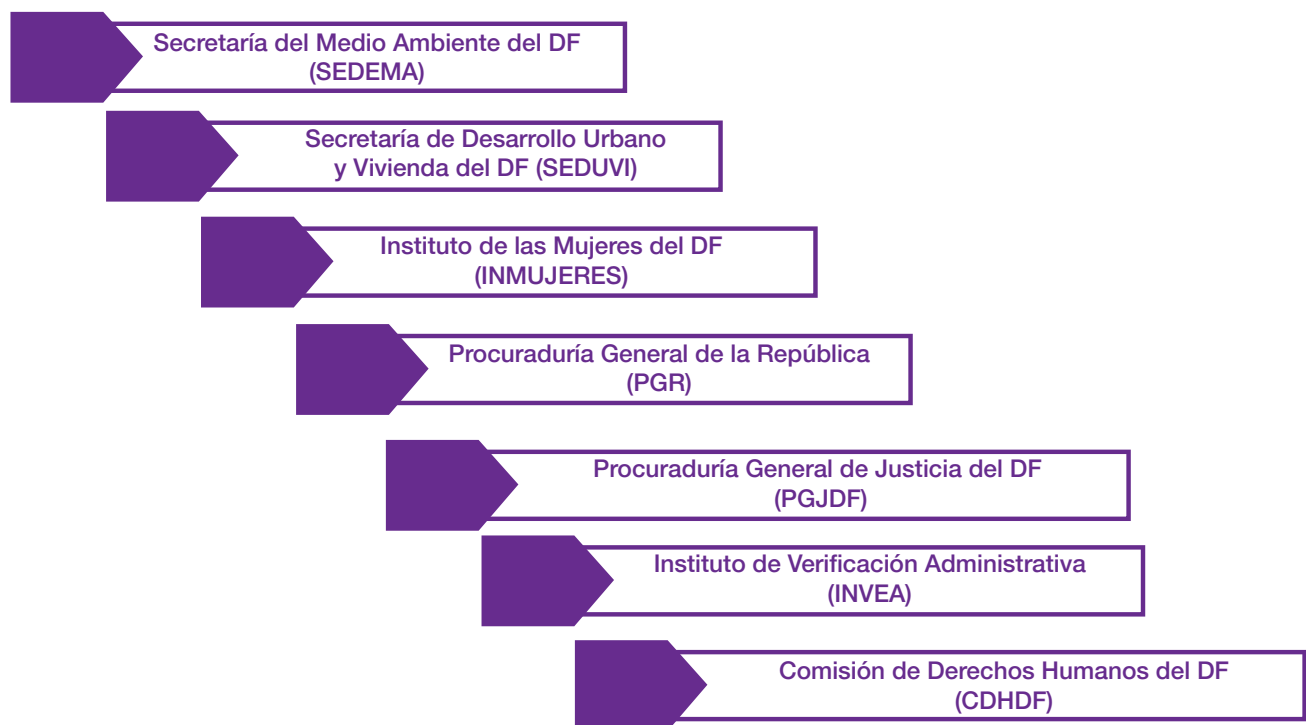 Secretaría del Medio Ambiente del DF
(SEDEMA)
Secretaría de Desarrollo Urbano
y Vivienda del DF (SEDUVI)
Instituto de las Mujeres del DF
(INMUJERES)
Procuraduría General de la República
(PGR)
Procuraduría General de Justicia del DF
(PGJDF)
Instituto de Verificación Administrativa
(INVEA)
Comisión de Derechos Humanos del DF
(CDHDF)